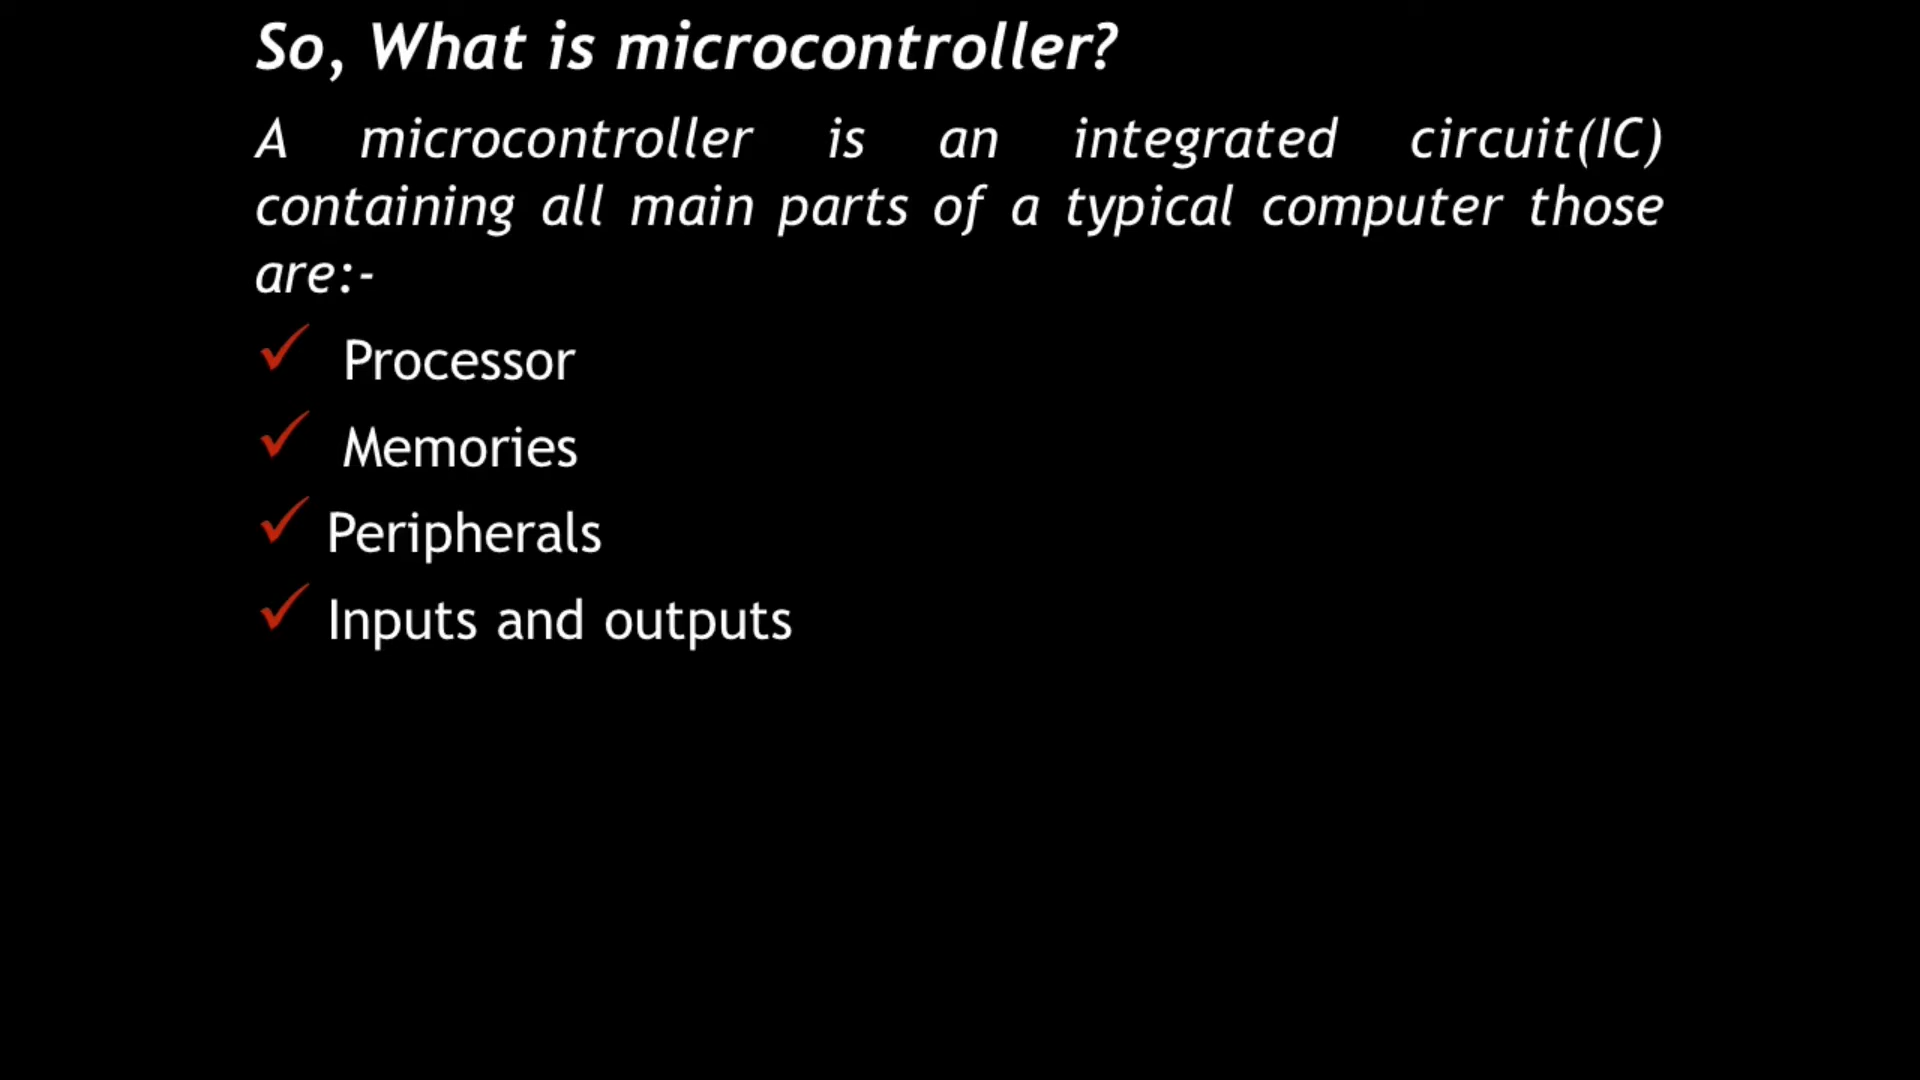 So, What is microcontroller?
A microcontroller is an integrated circuit(IC)
containing all main parts of a typical computer those
are:-
✓ Processor
✓ Memories
✓ Peripherals
✓ Inputs and outputs